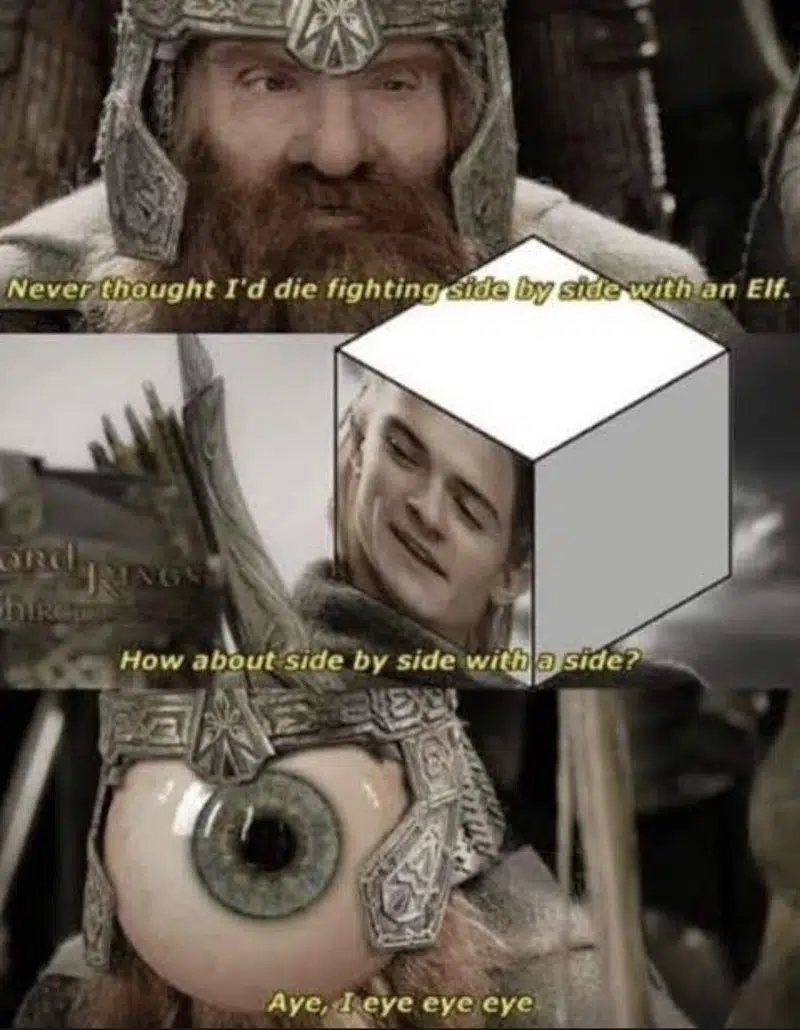 Never thought I'd die fighting side by side with an Elf.
RINGS
How about side by side with a side?
Aye, I eye eye eye